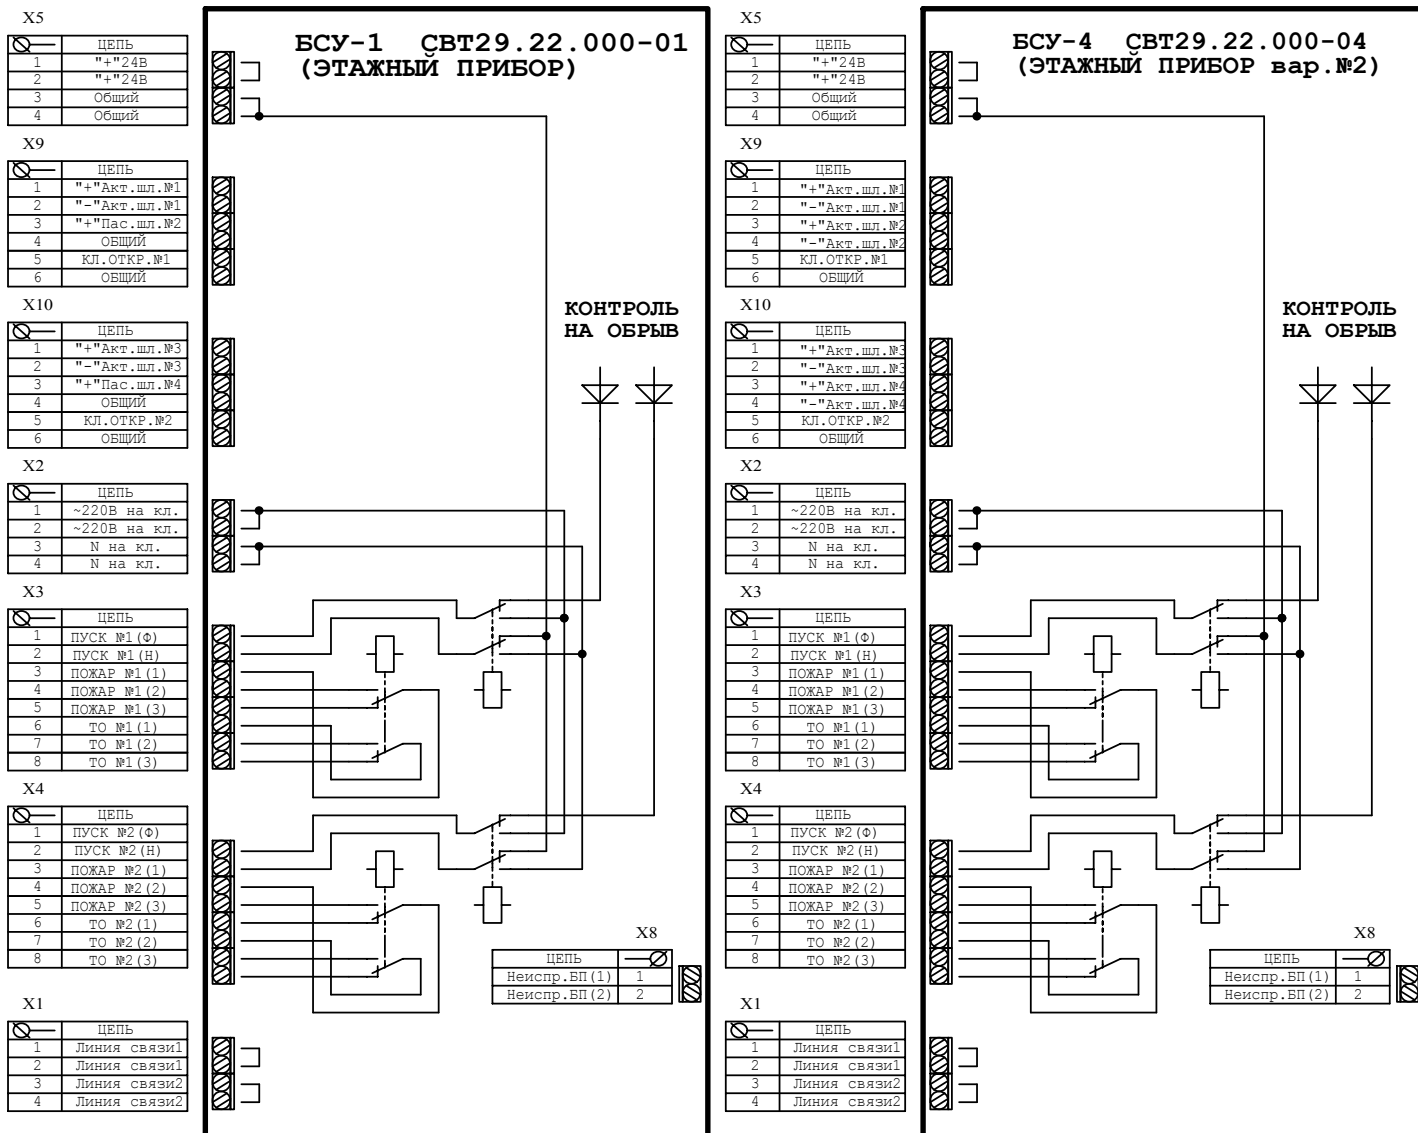 X5
ЦЕПЬ
1 "+"24В
2 "+"24В
3 Общий
4 Общий
X9
ЦЕПЬ
1 "+"Акт.шл.№1
2 "-"Акт.шл.№1
3 "+"Пас.шл.№2
4 ОБЩИЙ
5 КЛ.ОТКР.№1
6 ОБЩИЙ
X10
ЦЕПЬ
1 "+"Акт.шл.№3
2 "-"Акт.шл.№3
3 "+"Пас.шл.№4
4 ОБЩИЙ
5 КЛ.ОТКР.№2
6 ОБЩИЙ
X2
ЦЕПЬ
1 ~220В на кл.
2 ~220В на кл.
3 N на кл.
4 N на кл.
X3
ЦЕПЬ
1 ПУСК №1(Ф)
2 ПУСК №1(Н)
3 ПОЖАР №1(1)
4 ПОЖАР №1(2)
5 ПОЖАР №1(3)
6 ТО №1(1)
7 ТО №1(2)
8 ТО №1(3)
X4
ЦЕПЬ
1 ПУСК №2(Ф)
2 ПУСК №2(Н)
3 ПОЖАР №2(1)
4 ПОЖАР №2(2)
5 ПОЖАР №2(3)
6 ТО №2(1)
7 ТО №2(2)
8 ТО №2(3)
X1
ЦЕПЬ
1 Линия связи1
2 Линия связи1
3 Линия связи2
4 Линия связи2
БСУ-1 СВТ29.22.000-01
(ЭТАЖНЫЙ ПРИБОР)
КОНТРОЛЬ
НА ОБРЫВ
X8
ЦЕПЬ
Неиспр.БП(1) 1
Неиспр.БП(2) 2
X5
ЦЕПЬ
1 "+"24В
2 "+"24В
3 Общий
4 Общий
X9
ЦЕПЬ
1 "+"Акт.шл.№1
2 "-"Акт.шл.№1
3 "+"Акт.шл.№2
4 "-"Акт.шл.№2
5 КЛ.ОТКР.№1
6 ОБЩИЙ
X10
ЦЕПЬ
1 "+"Акт.шл.№3
2 "-"Акт.шл.№3
3 "+"Акт.шл.№4
4 "-"Акт.шл.№4
5 КЛ.ОТКР.№2
6 ОБЩИЙ
X2
ЦЕПЬ
1 ~220В на кл.
2 ~220В на кл.
3 N на кл.
4 N на кл.
X3
ЦЕПЬ
1 ПУСК №1(Ф)
2 ПУСК №1(Н)
3 ПОЖАР №1(1)
4 ПОЖАР №1(2)
5 ПОЖАР №1(3)
6 ТО №1(1)
7 ТО №1(2)
8 ТО №1(3)
X4
ЦЕПЬ
1 ПУСК №2(Ф)
2 ПУСК №2(Н)
3 ПОЖАР №2(1)
4 ПОЖАР №2(2)
5 ПОЖАР №2(3)
6 ТО №2(1)
7 ТО №2(2)
8 ТО №2(3)
X1
ЦЕПЬ
1 Линия связи1
2 Линия связи1
3 Линия связи2
4 Линия связи2
БСУ-4 СВТ29.22.000-04
(ЭТАЖНЫЙ ПРИБОР вар.№2)
КОНТРОЛЬ
НА ОБРЫВ
X8
ЦЕПЬ
Неиспр.БП(1) 1
Неиспр.БП(2) 2